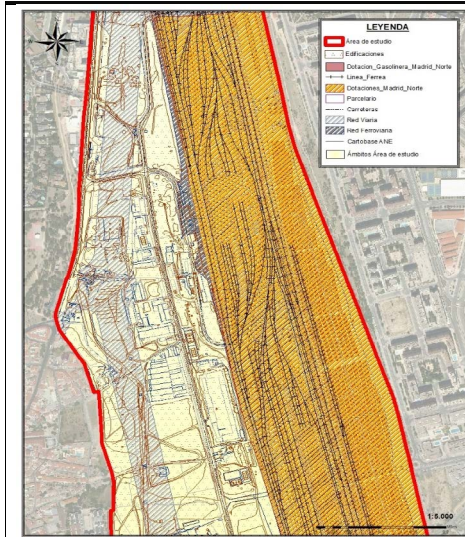 LEYENDA
Área de estudio
Edificaciones
Dotacion_Gasolinera_Madrid_Norte
Linea_Ferrea
Dotaciones_Madrid_Norte
Parcelario
Carreteras
Red Viaria
Red Ferroviaria
Cartobase ANE
Ámbitos Área de estudio
1:5.000